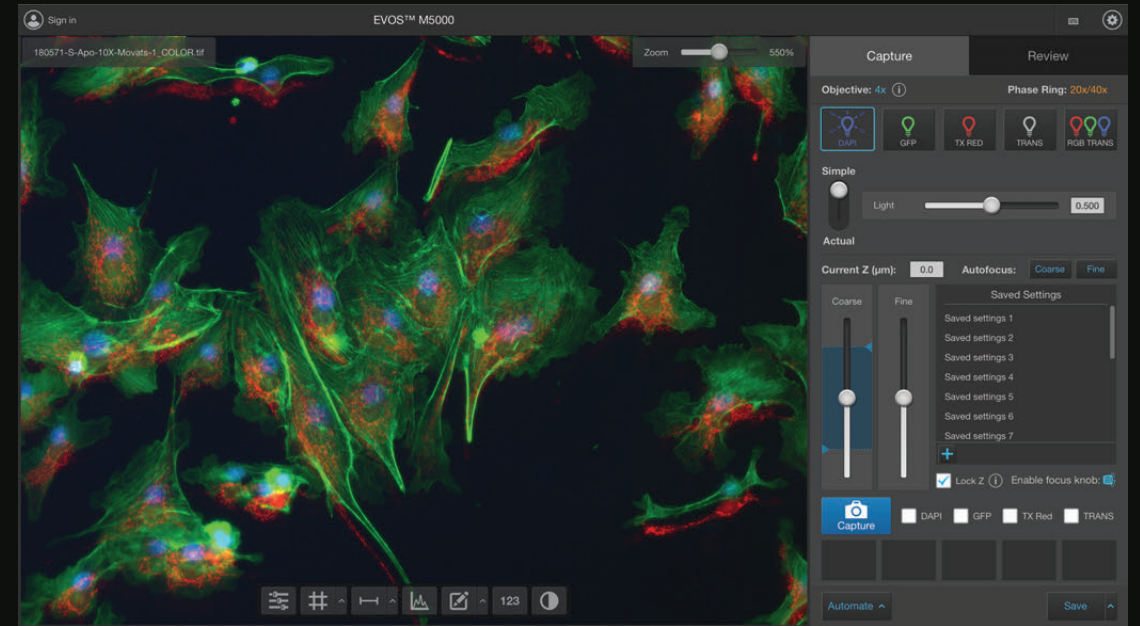 Sign in
EVOS™ M5000
180571-S-Apo-10X-Movats-1_COLOR.tif
Zoom 550%
Capture Review
Objective: 4x i Phase Ring: 20x/40x
DAPI GFP TX RED TRANS RGB TRANS
Simple
Light 0.500
Actual
Current Z (µm): 0.0 Autofocus: Coarse Fine
Coarse Fine Saved Settings
Saved settings 1
Saved settings 2
Saved settings 3
Saved settings 4
Saved settings 5
Saved settings 6
Saved settings 7
Lock Z i Enable focus knob:
Capture DAPI GFP TX Red TRANS
123
Automate Save